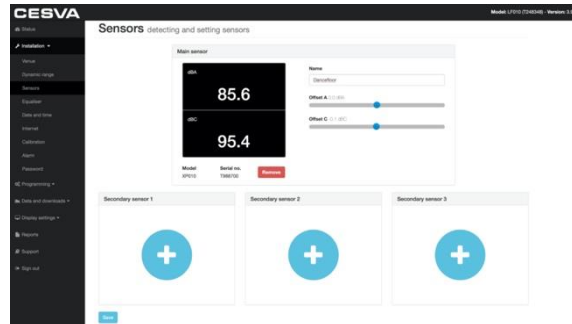 CESVA
Model: LF010 (T246348) - Version: 3.
Status
Installation
Venue
Dynamic range
Sensors
Equaliser
Date and time
Internet
Calibration
Alarm
Password
Programming
Data and downloads
Display settings
Reports
Support
Sign out
Sensors detecting and setting sensors
Main sensor
dBA
85.6
dBC
95.4
Model
Serial no.
Remove
Name
Dancefloor
Offset A
Offset C
Secondary sensor 1
Secondary sensor 2
Secondary sensor 3
Save